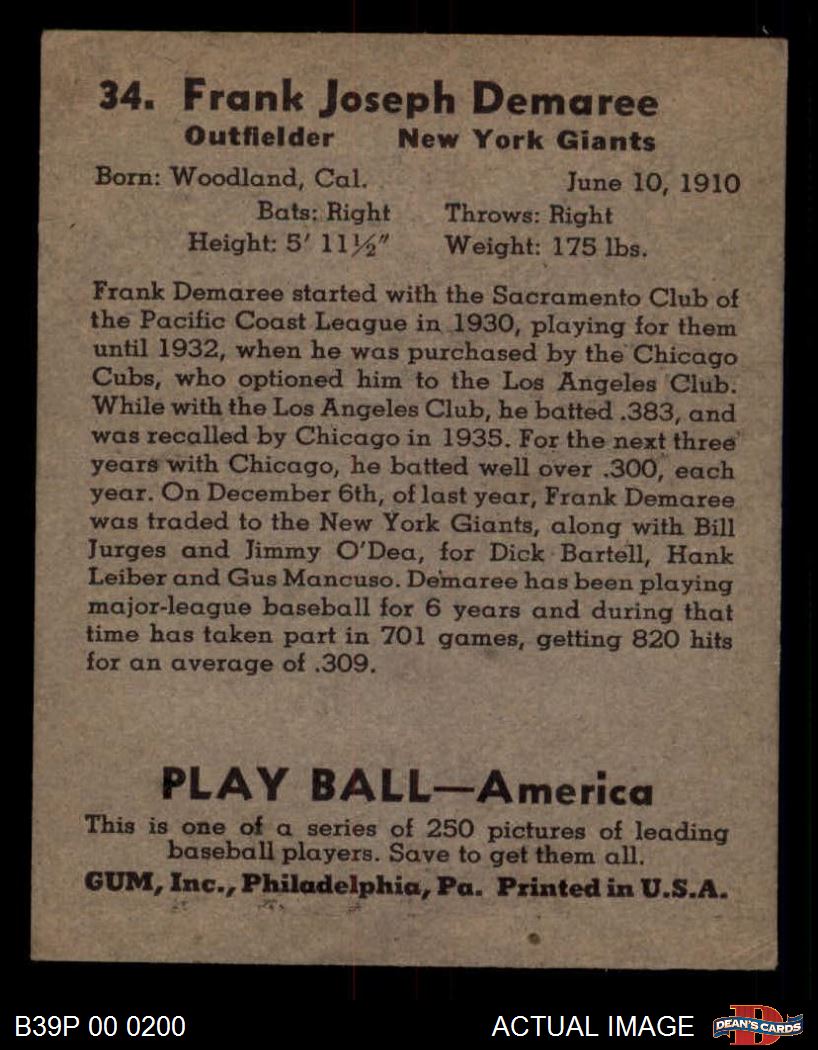 34. Frank Joseph Demaree
Outfielder New York Giants
Born: Woodland, Cal. June 10, 1910
Bats: Right Throws: Right
Height: 5' 11½" Weight: 175 lbs.
Frank Demaree started with the Sacramento Club of
the Pacific Coast League in 1930, playing for them
until 1932, when he was purchased by the Chicago
Cubs, who optioned him to the Los Angeles Club.
While with the Los Angeles Club, he batted .383, and
was recalled by Chicago in 1935. For the next three
years with Chicago, he batted well over .300, each
year. On December 6th, of last year, Frank Demaree
was traded to the New York Giants, along with Bill
Jurges and Jimmy O'Dea, for Dick Bartell, Hank
Leiber and Gus Mancuso. Demaree has been playing
major-league baseball for 6 years and during that
time has taken part in 701 games, getting 820 hits
for an average of .309.
PLAY BALL—America
This is one of a series of 250 pictures of leading
baseball players. Save to get them all.
GUM, Inc., Philadelphia, Pa. Printed in U.S.A.
B39P 00 0200 ACTUAL IMAGE DEAN'S CARDS